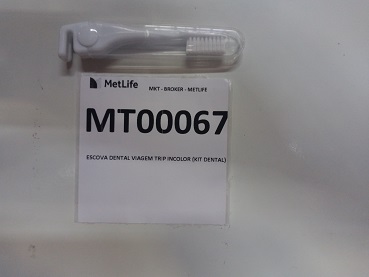 MetLife MKT - BROKER - METLIFE
MT00067
ESCOVA DENTAL VIAGEM TRIP INCOLOR (KIT DENTAL)